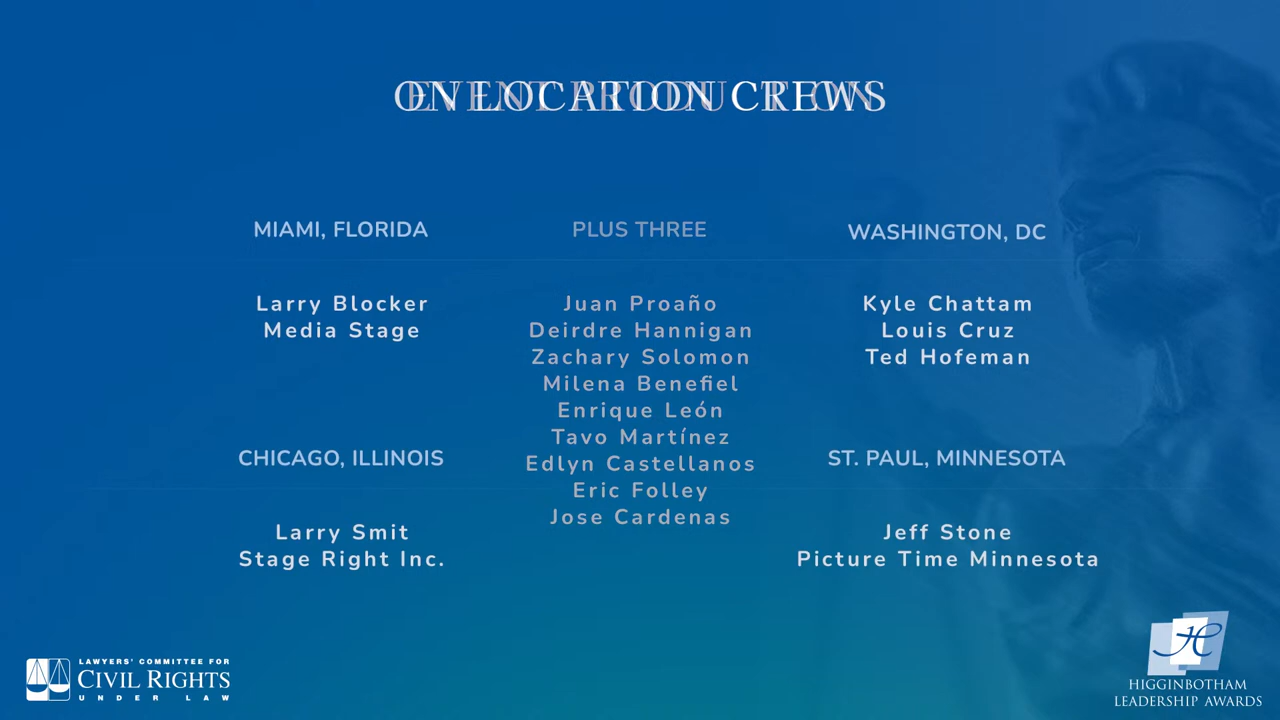 EVENT PRODUCTION
ON LOCATION CREWS
MIAMI, FLORIDA
Larry Blocker
Media Stage
PLUS THREE
Juan Proaño
Deirdre Hannigan
Zachary Solomon
Milena Benefiel
Enrique León
Tavo Martínez
Edlyn Castellanos
Eric Folley
Jose Cardenas
WASHINGTON, DC
Kyle Chattam
Louis Cruz
Ted Hofeman
CHICAGO, ILLINOIS
Larry Smit
Stage Right Inc.
ST. PAUL, MINNESOTA
Jeff Stone
Picture Time Minnesota
LAWYERS' COMMITTEE FOR
CIVIL RIGHTS
UNDER LAW
H
HIGGINBOTHAM
LEADERSHIP AWARDS